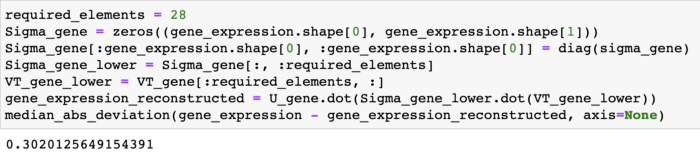 required_elements = 28
Sigma_gene = zeros((gene_expression.shape[0], gene_expression.shape[1]))
Sigma_gene[:gene_expression.shape[0], :gene_expression.shape[0]] = diag(sigma_gene)
Sigma_gene_lower = Sigma_gene[:, :required_elements]
VT_gene_lower = VT_gene[:required_elements, :]
gene_expression_reconstructed = U_gene.dot(Sigma_gene_lower.dot(VT_gene_lower))
median_abs_deviation(gene_expression - gene_expression_reconstructed, axis=None)
0.3020125649154391